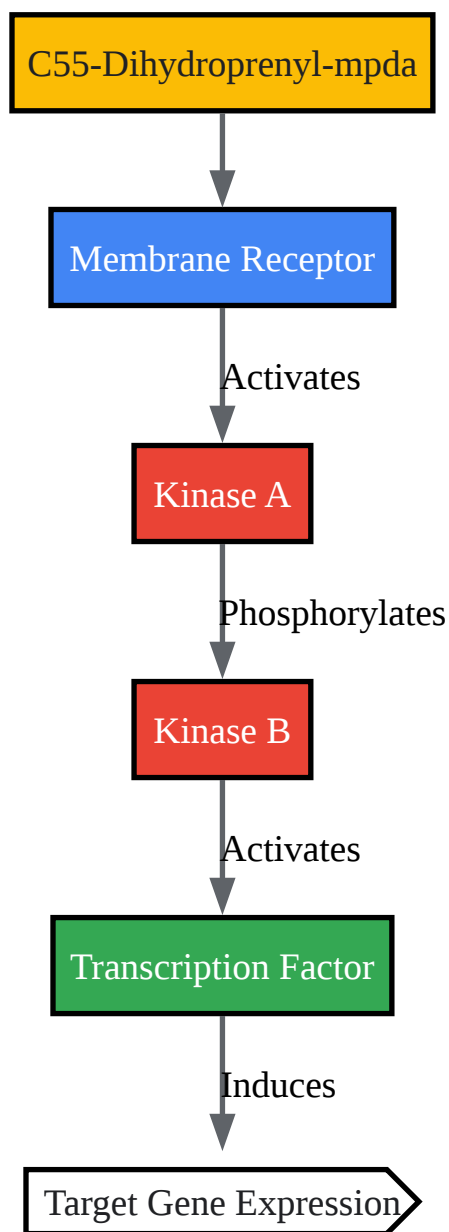 C55-Dihydroprenyl-mpda
Membrane Receptor
Activates
Kinase A
Phosphorylates
Kinase B
Activates
Transcription Factor
Induces
Target Gene Expression